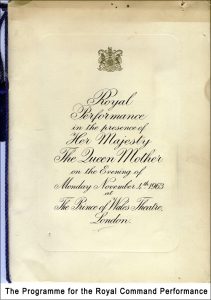 Royal
Performance
in the presence of
Her Majesty
The Queen Mother
on the Evening of
Monday November 4th 1963
at
The Prince of Wales Theatre,
London.
The Programme for the Royal Command Performance